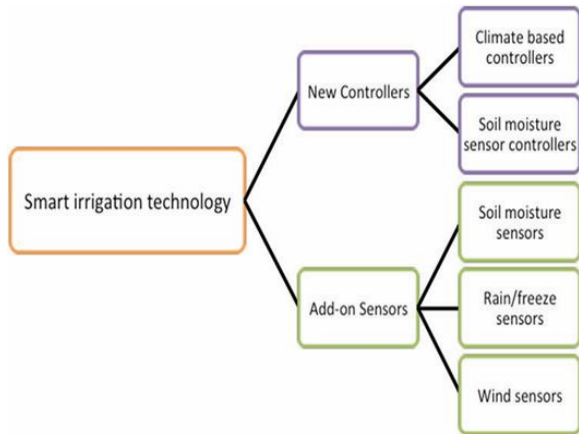 Smart irrigation technology
New Controllers
Climate based
controllers
Soil moisture
sensor controllers
Add-on Sensors
Soil moisture
sensors
Rain/freeze
sensors
Wind sensors